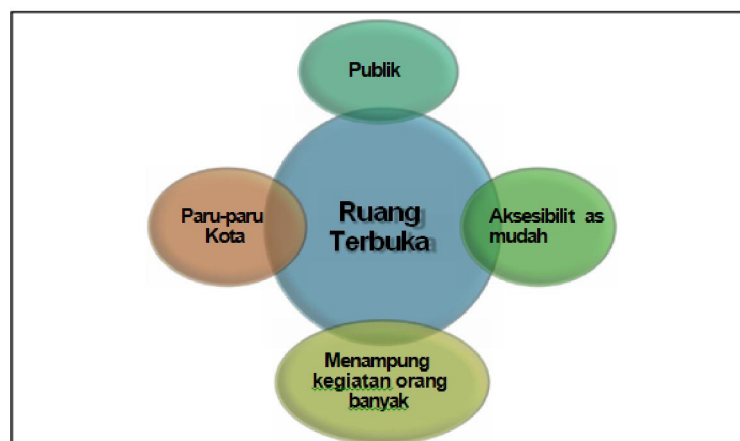 Publik
Paru-paru
Kota
Ruang
Terbuka
Aksesibilit as
mudah
Menampung
kegiatan orang
banyak